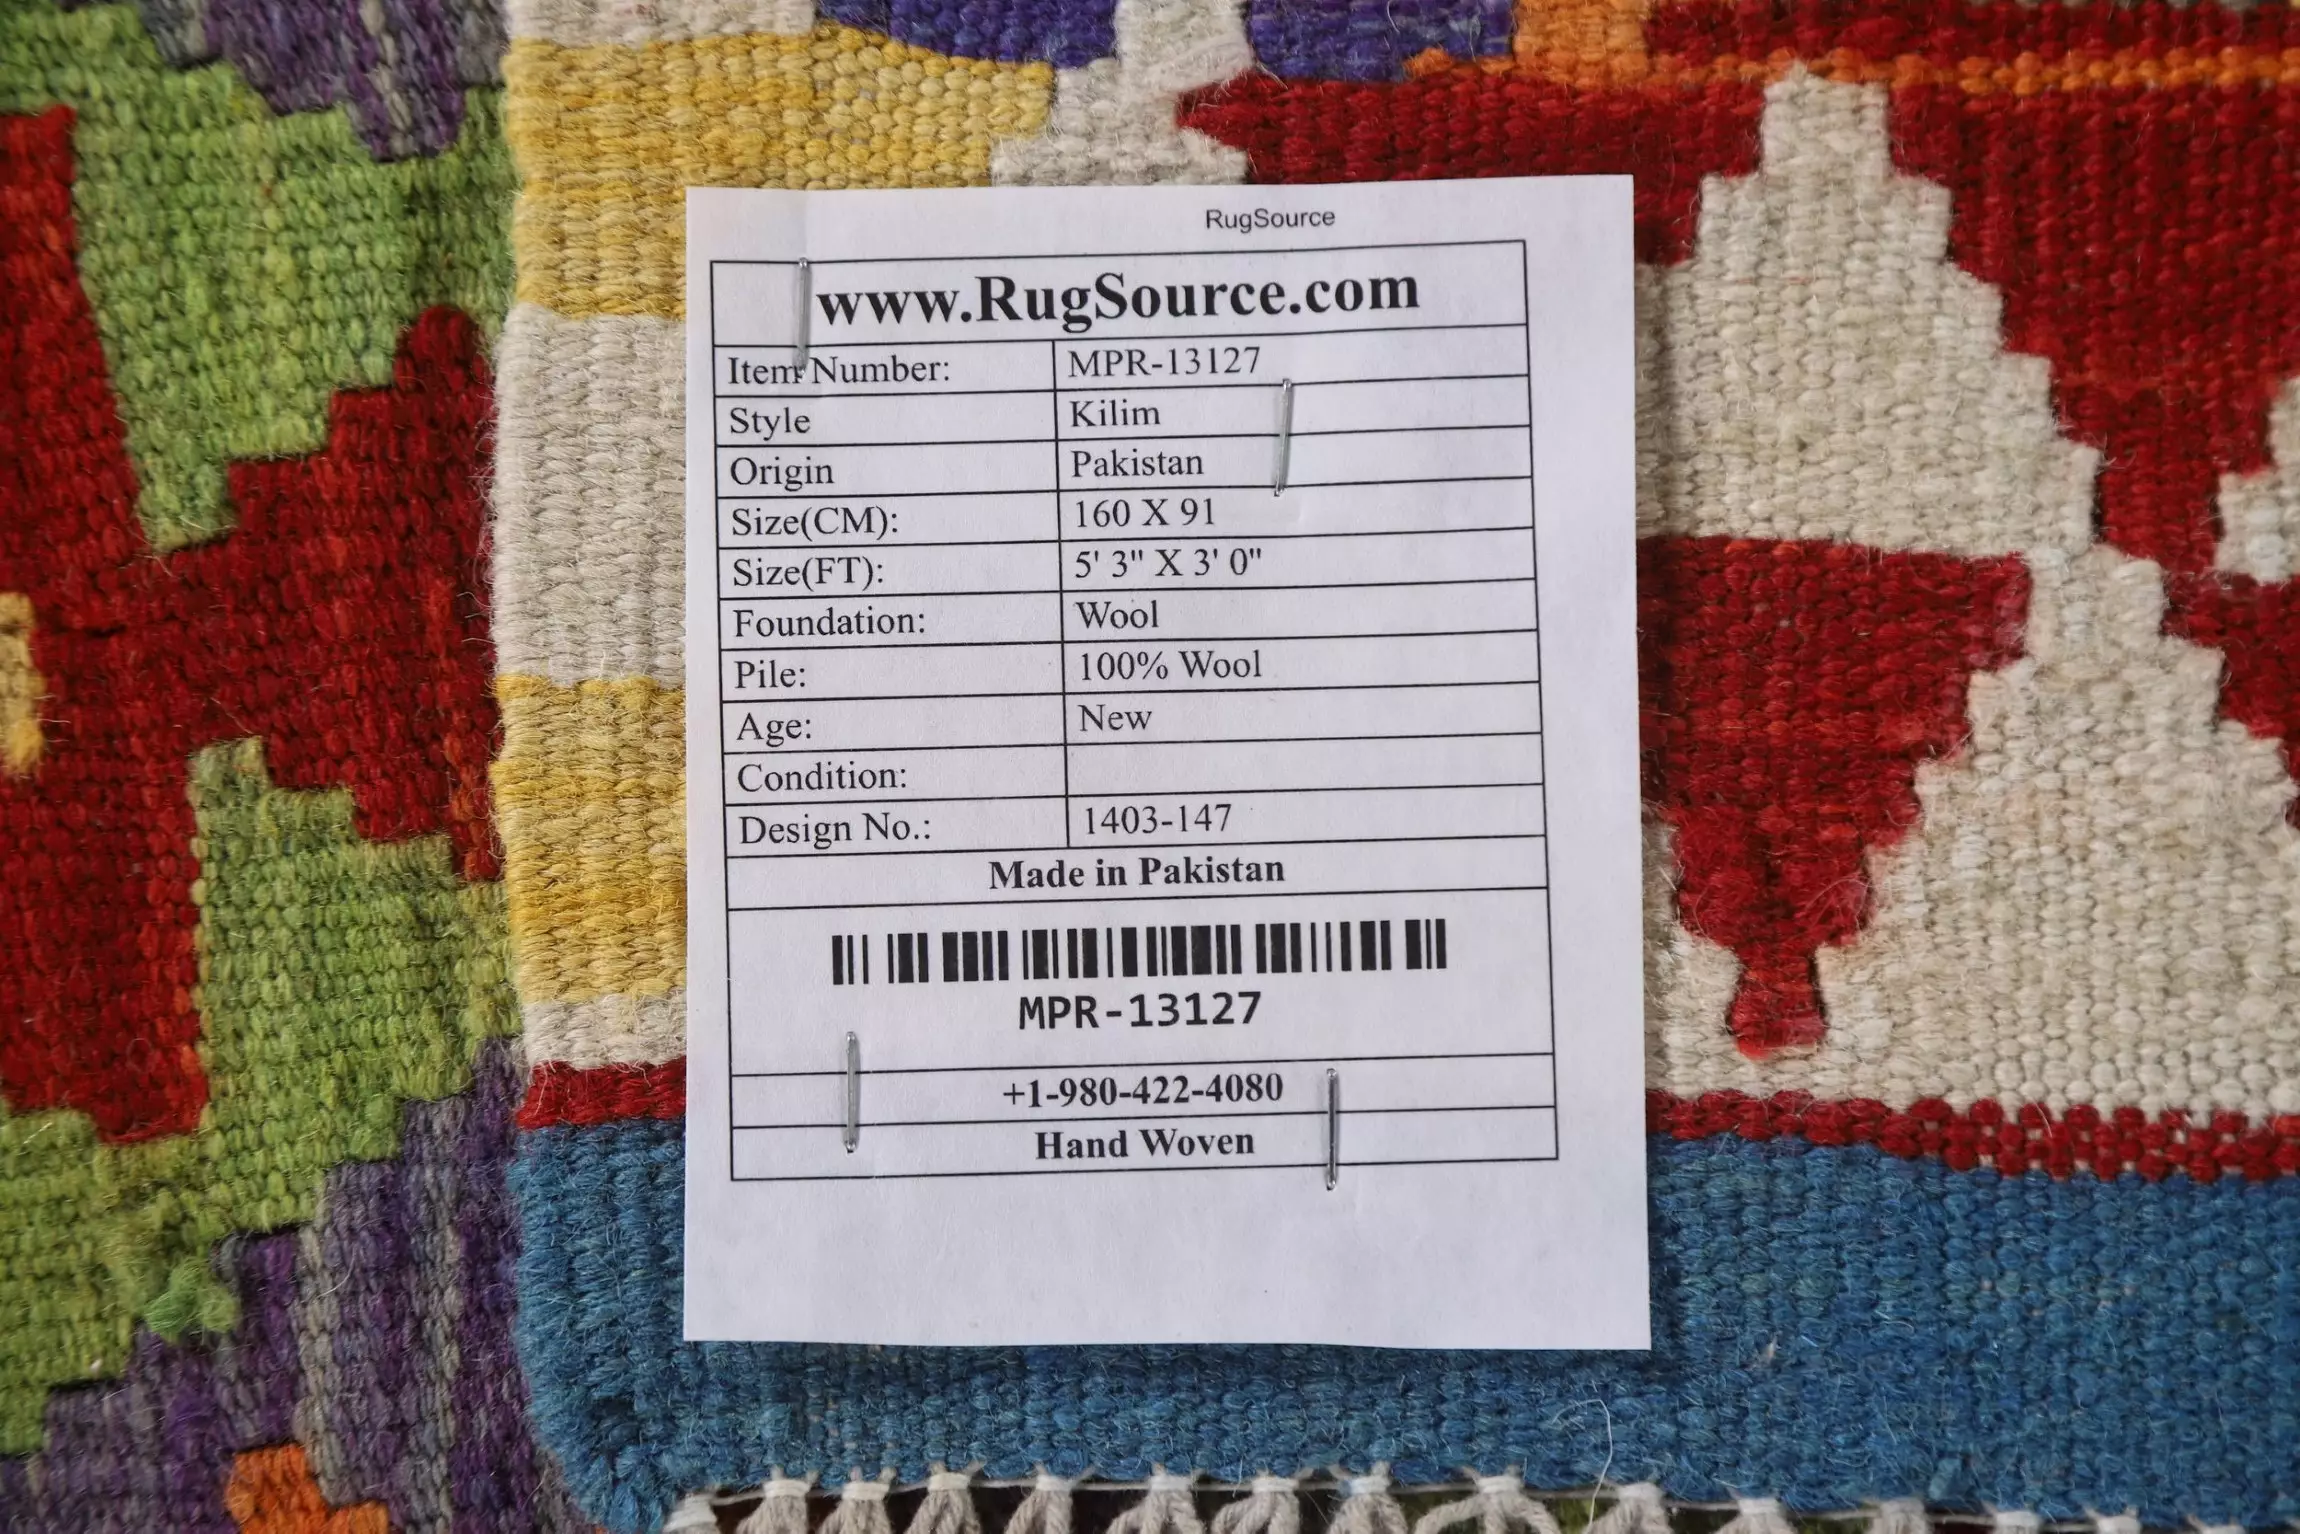 RugSource
www.RugSource.com
Item Number: MPR-13127
Style Kilim
Origin Pakistan
Size(CM): 160 X 91
Size(FT): 5' 3" X 3' 0"
Foundation: Wool
Pile: 100% Wool
Age: New
Condition:
Design No.: 1403-147
Made in Pakistan
MPR-13127
+1-980-422-4080
Hand Woven